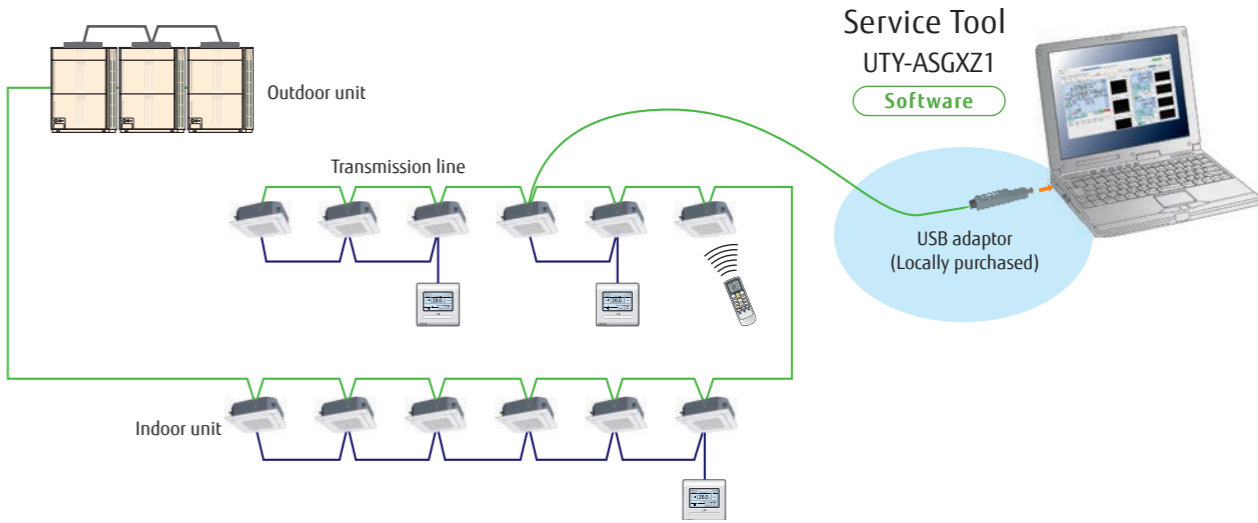 Service Tool
UTY-ASGXZ1
Software
Outdoor unit
Transmission line
USB adaptor
(Locally purchased)
Indoor unit